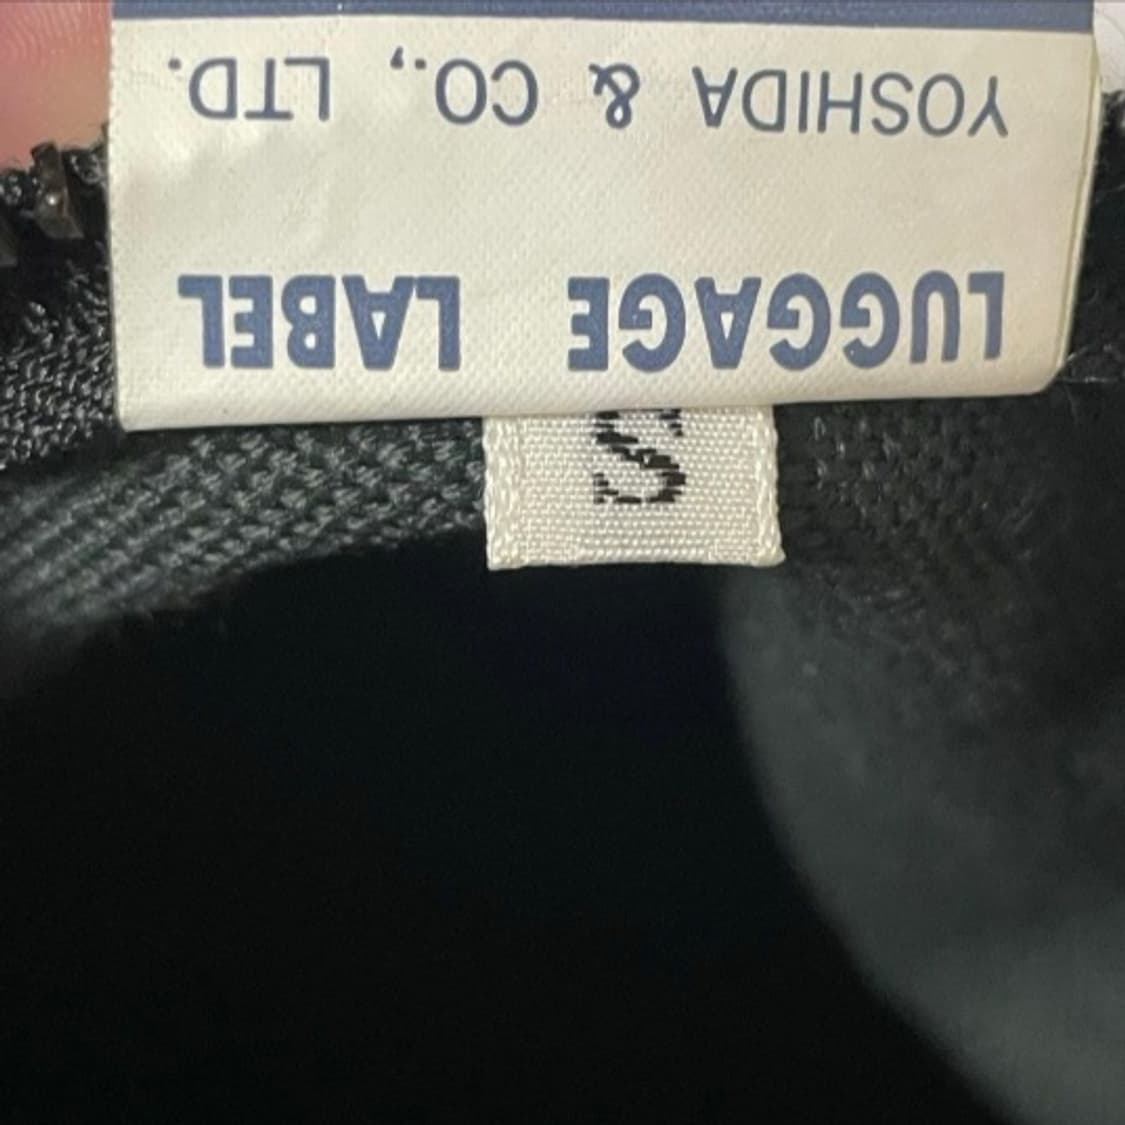 LUGGAGE LABEL
YOSHIDA & CO., LTD.
S